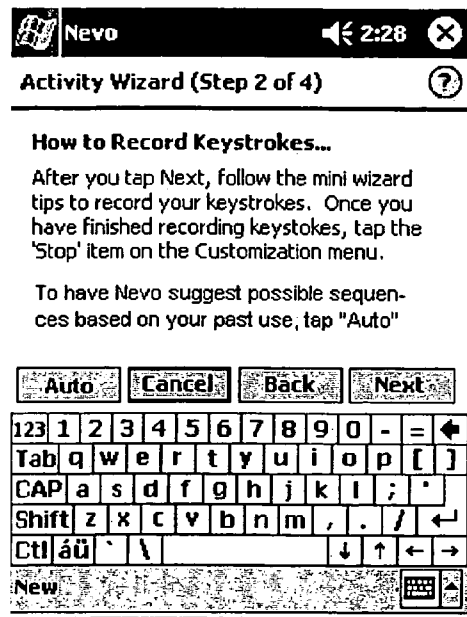 Nevo 2:28
Activity Wizard (Step 2 of 4) ?
How to Record Keystrokes...
After you tap Next, follow the mini wizard
tips to record your keystrokes. Once you
have finished recording keystokes, tap the
'Stop' item on the Customization menu.
To have Nevo suggest possible sequen-
ces based on your past use, tap "Auto"
Auto Cancel Back Next
123 1 2 3 4 5 6 7 8 9 0 - =
Tab q w e r t y u i o p [ ]
CAP a s d f g h j k l ; '
Shift z x c v b n m , . /
Ctl áü ` \ ↓ ↑ ← →
New